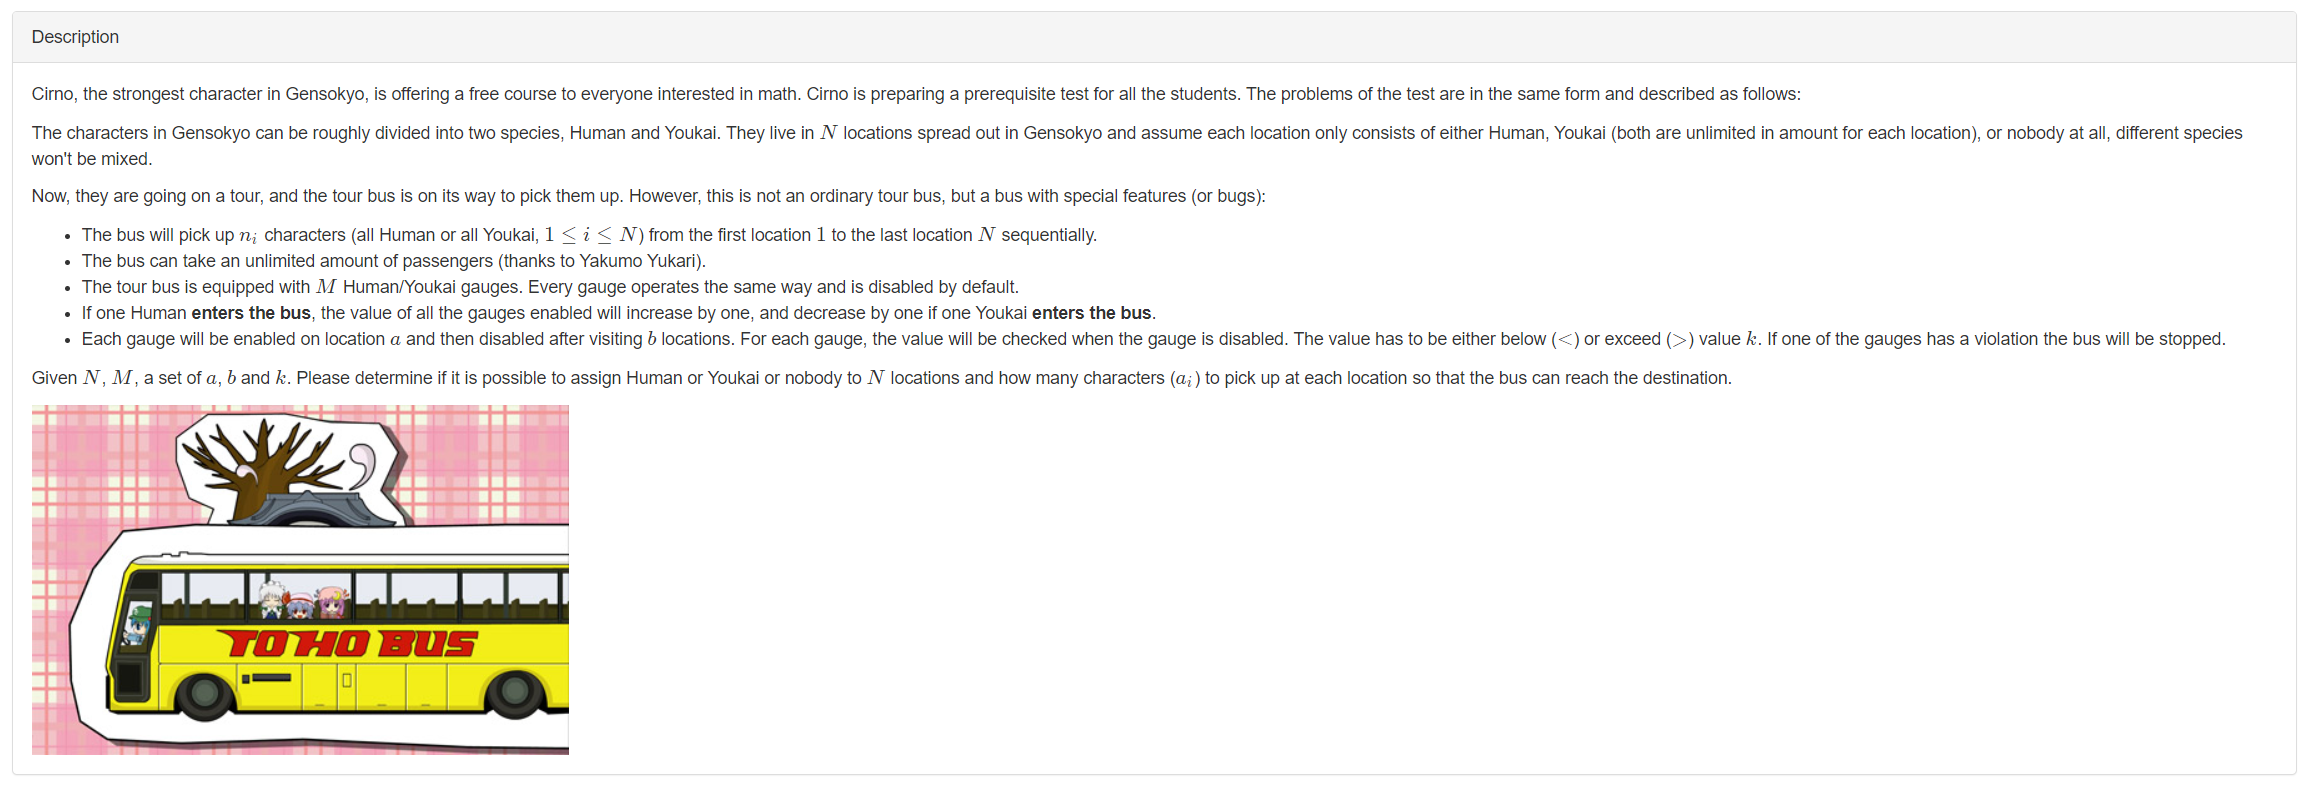 Description
Cirno, the strongest character in Gensokyo, is offering a free course to everyone interested in math. Cirno is preparing a prerequisite test for all the students. The problems of the test are in the same form and described as follows:
The characters in Gensokyo can be roughly divided into two species, Human and Youkai. They live in N locations spread out in Gensokyo and assume each location only consists of either Human, Youkai (both are unlimited in amount for each location), or nobody at all, different species
won't be mixed.
Now, they are going on a tour, and the tour bus is on its way to pick them up. However, this is not an ordinary tour bus, but a bus with special features (or bugs):
• The bus will pick up n_i characters (all Human or all Youkai, 1 ≤ i ≤ N) from the first location 1 to the last location N sequentially.
• The bus can take an unlimited amount of passengers (thanks to Yakumo Yukari).
• The tour bus is equipped with M Human/Youkai gauges. Every gauge operates the same way and is disabled by default.
• If one Human enters the bus, the value of all the gauges enabled will increase by one, and decrease by one if one Youkai enters the bus.
• Each gauge will be enabled on location a and then disabled after visiting b locations. For each gauge, the value will be checked when the gauge is disabled. The value has to be either below (<) or exceed (>) value k. If one of the gauges has a violation the bus will be stopped.
Given N, M, a set of a, b and k. Please determine if it is possible to assign Human or Youkai or nobody to N locations and how many characters (a_i) to pick up at each location so that the bus can reach the destination.
TOHO BUS